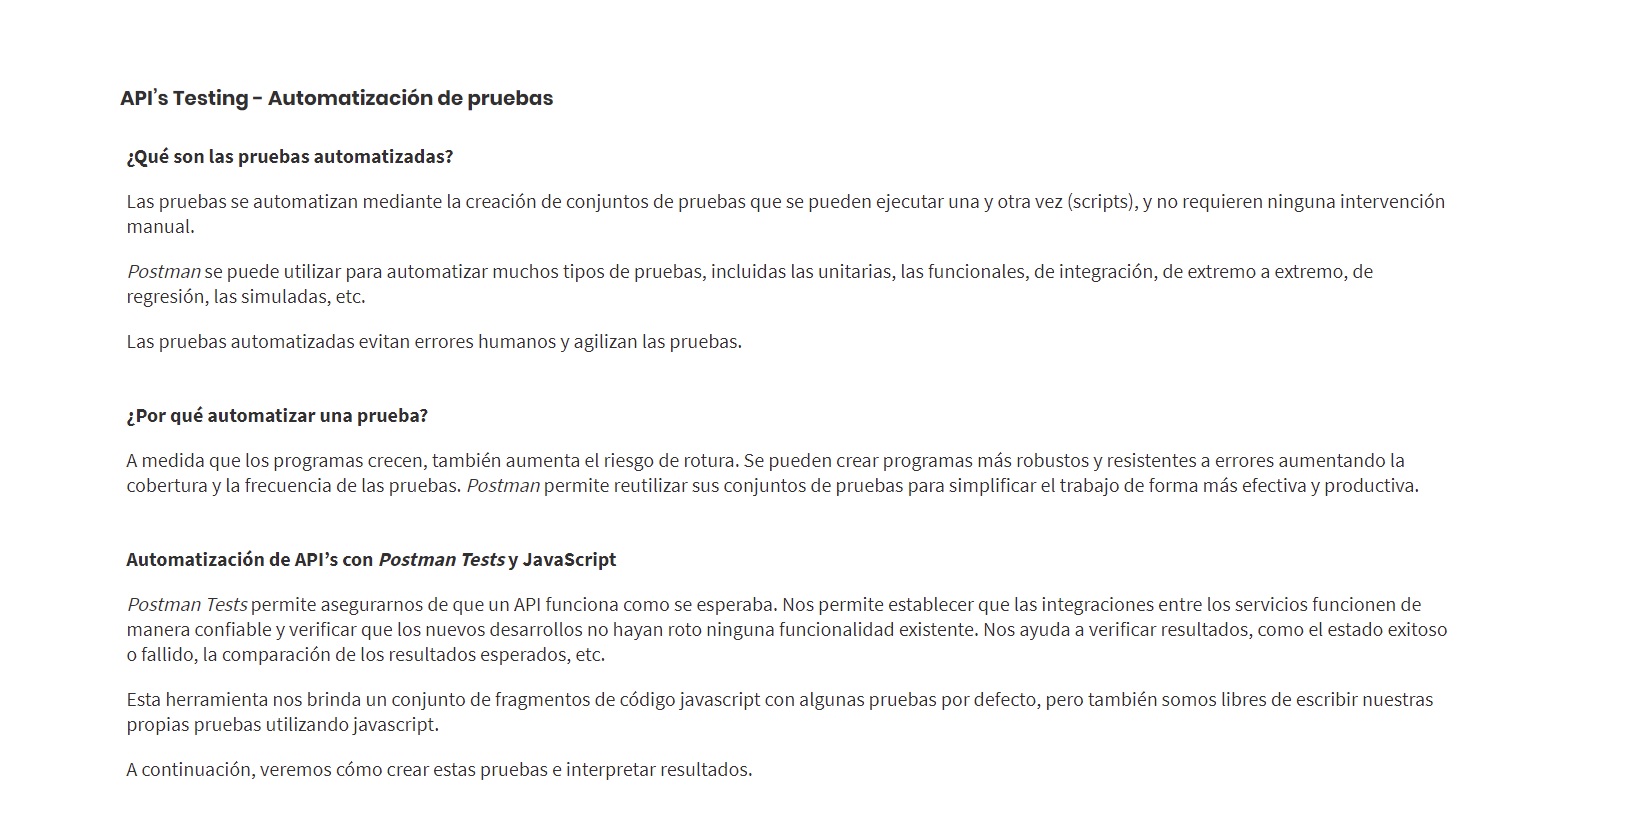 API's Testing - Automatización de pruebas
¿Qué son las pruebas automatizadas?
Las pruebas se automatizan mediante la creación de conjuntos de pruebas que se pueden ejecutar una y otra vez (scripts), y no requieren ninguna intervención
manual.
Postman se puede utilizar para automatizar muchos tipos de pruebas, incluidas las unitarias, las funcionales, de integración, de extremo a extremo, de
regresión, las simuladas, etc.
Las pruebas automatizadas evitan errores humanos y agilizan las pruebas.
¿Por qué automatizar una prueba?
A medida que los programas crecen, también aumenta el riesgo de rotura. Se pueden crear programas más robustos y resistentes a errores aumentando la
cobertura y la frecuencia de las pruebas. Postman permite reutilizar sus conjuntos de pruebas para simplificar el trabajo de forma más efectiva y productiva.
Automatización de API’s con Postman Tests y JavaScript
Postman Tests permite asegurarnos de que un API funciona como se esperaba. Nos permite establecer que las integraciones entre los servicios funcionen de
manera confiable y verificar que los nuevos desarrollos no hayan roto ninguna funcionalidad existente. Nos ayuda a verificar resultados, como el estado exitoso
o fallido, la comparación de los resultados esperados, etc.
Esta herramienta nos brinda un conjunto de fragmentos de código javascript con algunas pruebas por defecto, pero también somos libres de escribir nuestras
propias pruebas utilizando javascript.
A continuación, veremos cómo crear estas pruebas e interpretar resultados.